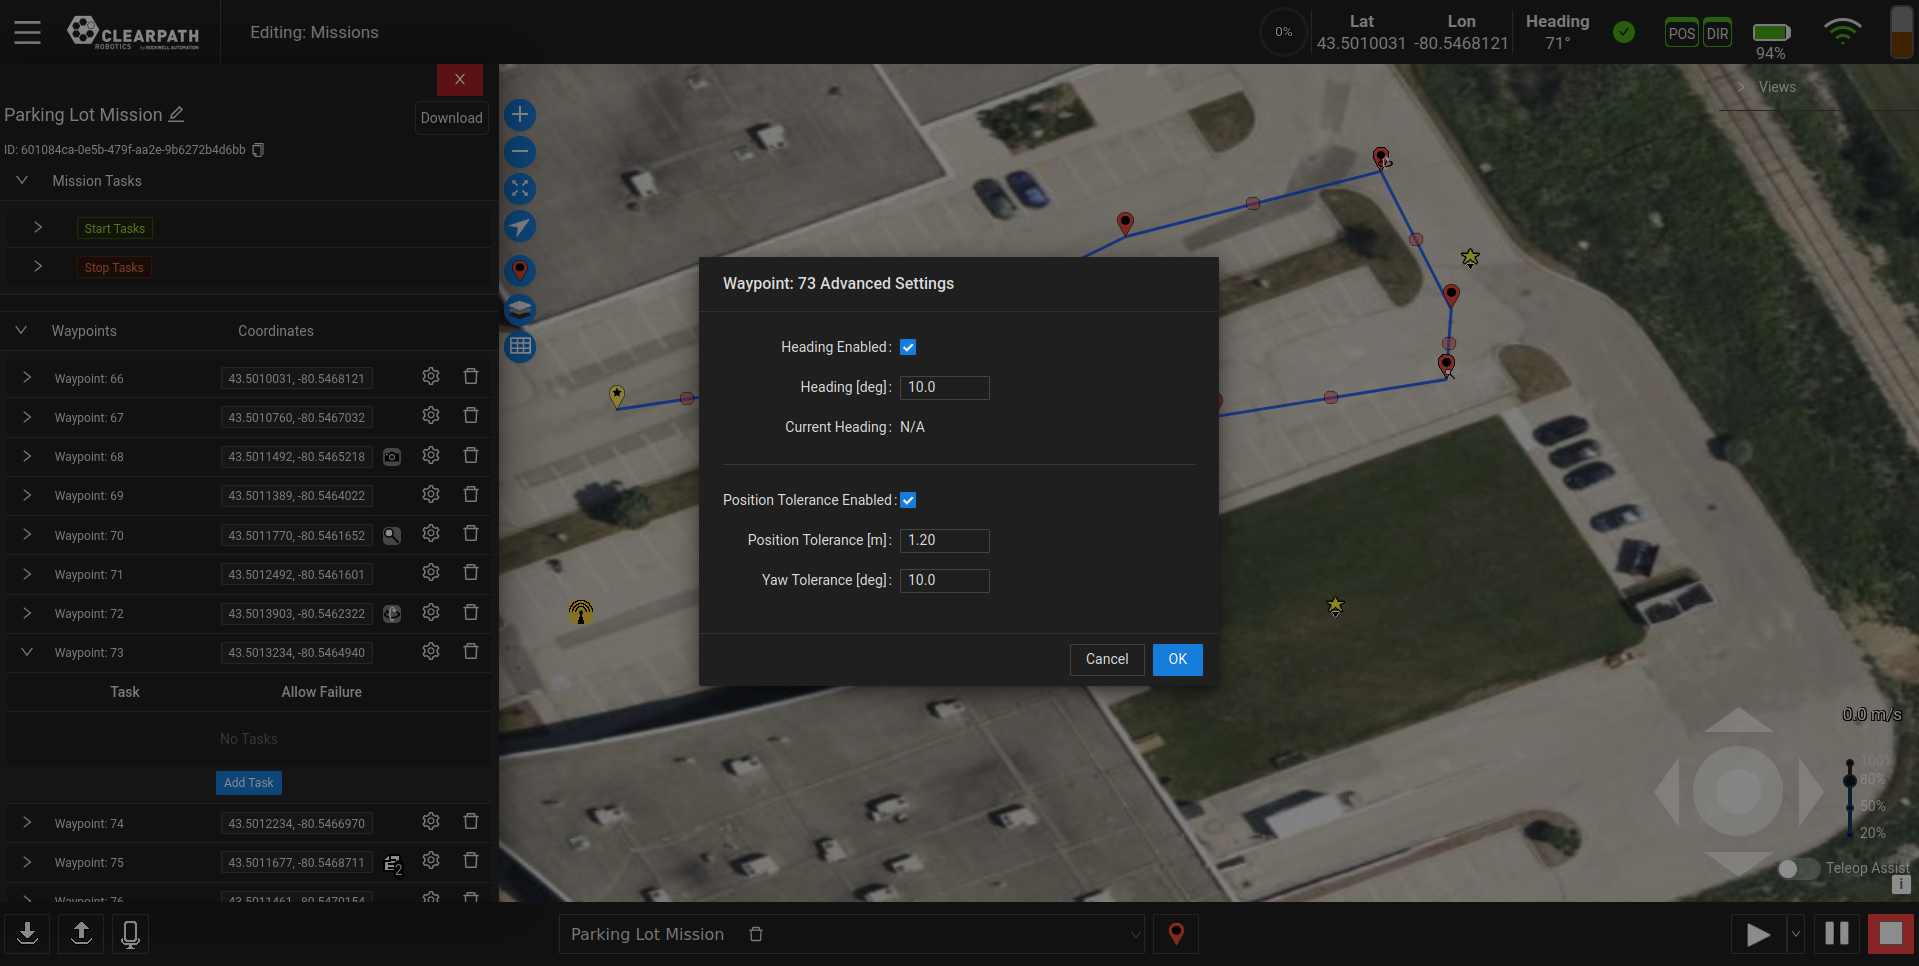 CLEARPATH
ROBOTICS BY ROCKWELL AUTOMATION
Editing: Missions
0%
Lat
43.5010031
Lon
-80.5468121
Heading
71°
POS
DIR
94%
X
Parking Lot Mission
Download
ID: 601084ca-0e5b-479f-aa2e-9b6272b4d6bb
Mission Tasks
Start Tasks
Stop Tasks
Waypoints Coordinates
Waypoint: 66 43.5010031, -80.5468121
Waypoint: 67 43.5010760, -80.5467032
Waypoint: 68 43.5011492, -80.5465218
Waypoint: 69 43.5011389, -80.5464022
Waypoint: 70 43.5011770, -80.5461652
Waypoint: 71 43.5012492, -80.5461601
Waypoint: 72 43.5013903, -80.5462322
Waypoint: 73 43.5013234, -80.5464940
Task Allow Failure
No Tasks
Add Task
Waypoint: 74 43.5012234, -80.5466970
Waypoint: 75 43.5011677, -80.5468711 2
Waypoint: 76 43.5011461, -80.5470154
Views
Waypoint: 73 Advanced Settings
Heading Enabled:
Heading [deg]: 10.0
Current Heading: N/A
Position Tolerance Enabled:
Position Tolerance [m]: 1.20
Yaw Tolerance [deg]: 10.0
Cancel OK
0.0 m/s
100%
80%
50%
20%
Teleop Assist
i
Parking Lot Mission